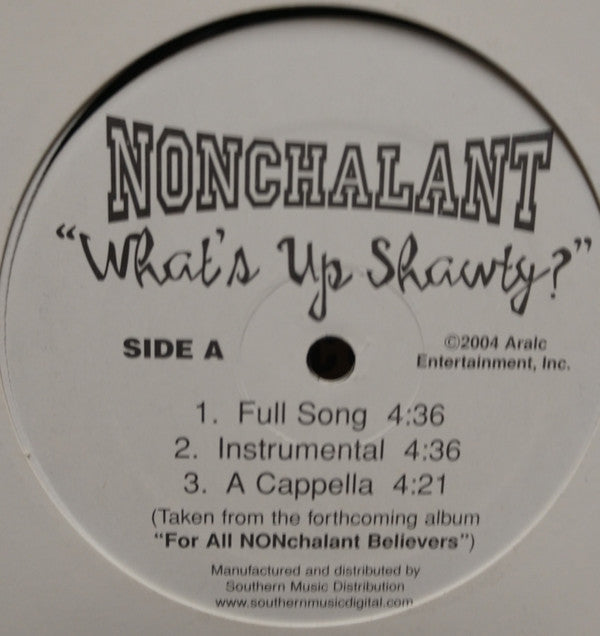 NONCHALANT
“What's Up Shawty?”
SIDE A
©2004 Araic
Entertainment, Inc.
1. Full Song 4:36
2. Instrumental 4:36
3. A Cappella 4:21
(Taken from the forthcoming album
“For All NONchalant Believers”)
Manufactured and distributed by
Southern Music Distribution
www.southernmusicdigital.com